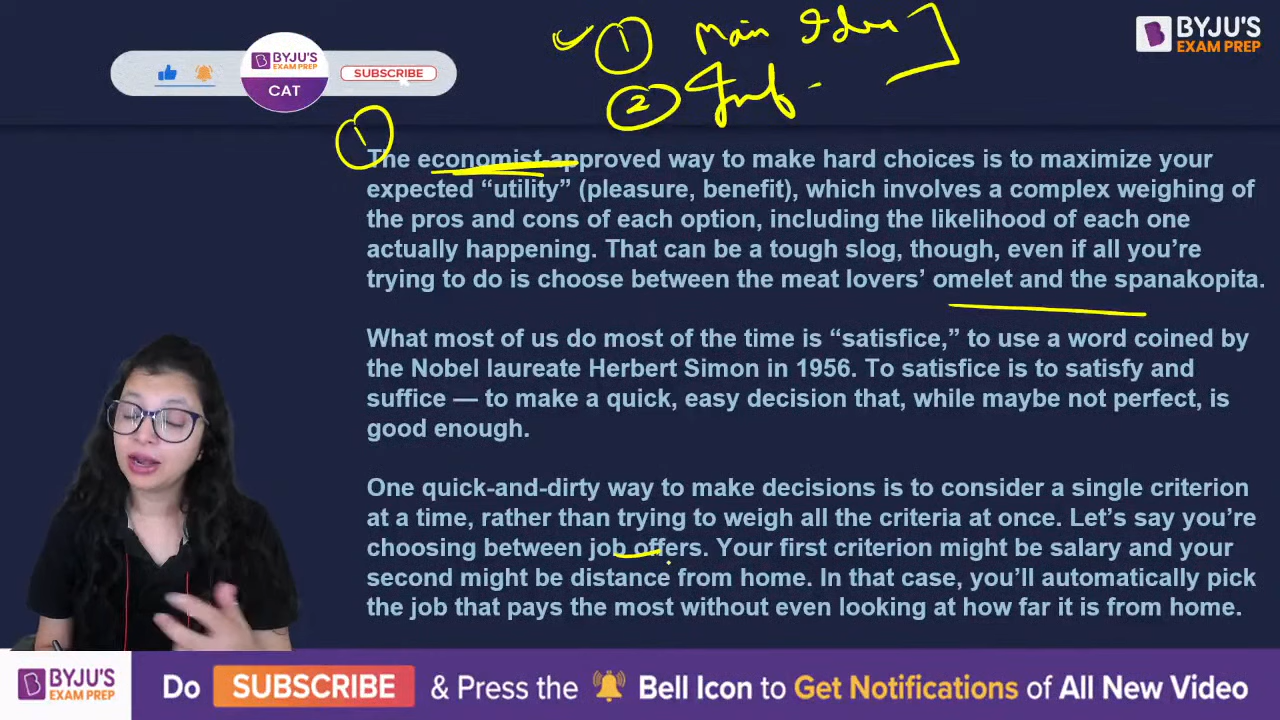 ① Main Idea
BYJU'S
EXAM PREP
BYJU'S
EXAM PREP
CAT
SUBSCRIBE
②
①
The economist-approved way to make hard choices is to maximize your
expected “utility” (pleasure, benefit), which involves a complex weighing of
the pros and cons of each option, including the likelihood of each one
actually happening. That can be a tough slog, though, even if all you’re
trying to do is choose between the meat lovers’ omelet and the spanakopita.
What most of us do most of the time is “satisfice,” to use a word coined by
the Nobel laureate Herbert Simon in 1956. To satisfice is to satisfy and
suffice — to make a quick, easy decision that, while maybe not perfect, is
good enough.
One quick-and-dirty way to make decisions is to consider a single criterion
at a time, rather than trying to weigh all the criteria at once. Let’s say you’re
choosing between job offers. Your first criterion might be salary and your
second might be distance from home. In that case, you’ll automatically pick
the job that pays the most without even looking at how far it is from home.
BYJU'S
EXAM PREP
Do SUBSCRIBE & Press the Bell Icon to Get Notifications of All New Video